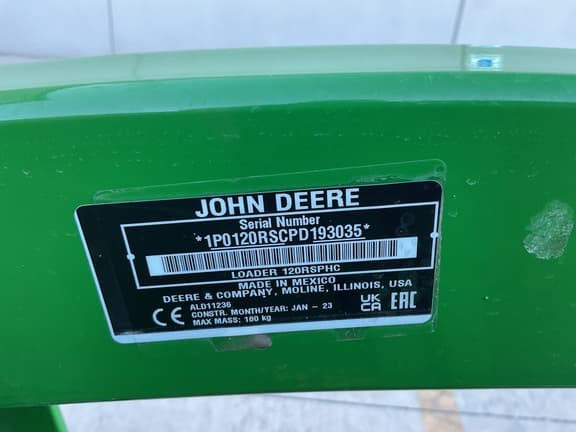 JOHN DEERE
Serial Number
*1P0120RSCPD193035*
LOADER 120RSPHC
MADE IN MEXICO
DEERE & COMPANY, MOLINE, ILLINOIS, USA
ALD11236
CONSTR. MONTH/YEAR: JAN - 23
MAX MASS: 180 kg
CE UK CA EAC